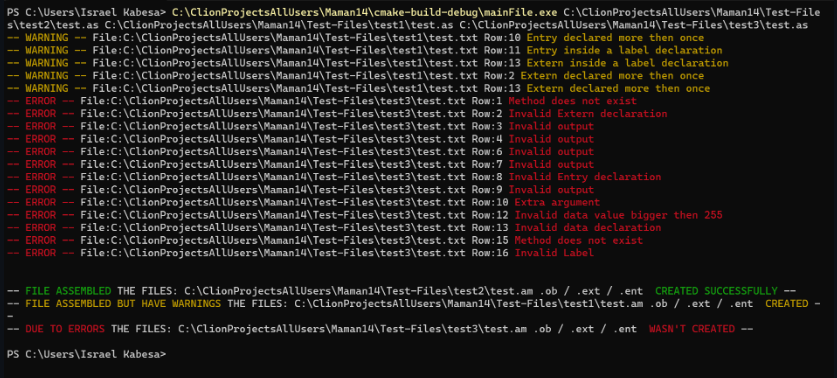 PS C:\Users\Israel Kabesa> C:\ClionProjectsAllUsers\Maman14\cmake-build-debug\mainFile.exe C:\ClionProjectsAllUsers\Maman14\Test-File
s\test2\test.as C:\ClionProjectsAllUsers\Maman14\Test-Files\test1\test.as C:\ClionProjectsAllUsers\Maman14\Test-Files\test3\test.as
-- WARNING -- File:C:\ClionProjectsAllUsers\Maman14\Test-Files\test1\test.txt Row:10 Entry declared more then once
-- WARNING -- File:C:\ClionProjectsAllUsers\Maman14\Test-Files\test1\test.txt Row:11 Entry inside a label declaration
-- WARNING -- File:C:\ClionProjectsAllUsers\Maman14\Test-Files\test1\test.txt Row:13 Extern inside a label declaration
-- WARNING -- File:C:\ClionProjectsAllUsers\Maman14\Test-Files\test1\test.txt Row:2 Extern declared more then once
-- WARNING -- File:C:\ClionProjectsAllUsers\Maman14\Test-Files\test1\test.txt Row:13 Extern declared more then once
-- ERROR -- File:C:\ClionProjectsAllUsers\Maman14\Test-Files\test3\test.txt Row:1 Method does not exist
-- ERROR -- File:C:\ClionProjectsAllUsers\Maman14\Test-Files\test3\test.txt Row:2 Invalid Extern declaration
-- ERROR -- File:C:\ClionProjectsAllUsers\Maman14\Test-Files\test3\test.txt Row:3 Invalid output
-- ERROR -- File:C:\ClionProjectsAllUsers\Maman14\Test-Files\test3\test.txt Row:4 Invalid output
-- ERROR -- File:C:\ClionProjectsAllUsers\Maman14\Test-Files\test3\test.txt Row:6 Invalid output
-- ERROR -- File:C:\ClionProjectsAllUsers\Maman14\Test-Files\test3\test.txt Row:7 Invalid output
-- ERROR -- File:C:\ClionProjectsAllUsers\Maman14\Test-Files\test3\test.txt Row:8 Invalid Entry declaration
-- ERROR -- File:C:\ClionProjectsAllUsers\Maman14\Test-Files\test3\test.txt Row:9 Invalid output
-- ERROR -- File:C:\ClionProjectsAllUsers\Maman14\Test-Files\test3\test.txt Row:10 Extra argument
-- ERROR -- File:C:\ClionProjectsAllUsers\Maman14\Test-Files\test3\test.txt Row:12 Invalid data value bigger then 255
-- ERROR -- File:C:\ClionProjectsAllUsers\Maman14\Test-Files\test3\test.txt Row:13 Invalid data declaration
-- ERROR -- File:C:\ClionProjectsAllUsers\Maman14\Test-Files\test3\test.txt Row:15 Method does not exist
-- ERROR -- File:C:\ClionProjectsAllUsers\Maman14\Test-Files\test3\test.txt Row:16 Invalid Label
-- FILE ASSEMBLED THE FILES: C:\ClionProjectsAllUsers\Maman14\Test-Files\test2\test.am .ob / .ext / .ent  CREATED SUCCESSFULLY --
-- FILE ASSEMBLED BUT HAVE WARNINGS THE FILES: C:\ClionProjectsAllUsers\Maman14\Test-Files\test1\test.am .ob / .ext / .ent  CREATED -
-
-- DUE TO ERRORS THE FILES: C:\ClionProjectsAllUsers\Maman14\Test-Files\test3\test.am .ob / .ext / .ent  WASN'T CREATED --
PS C:\Users\Israel Kabesa>